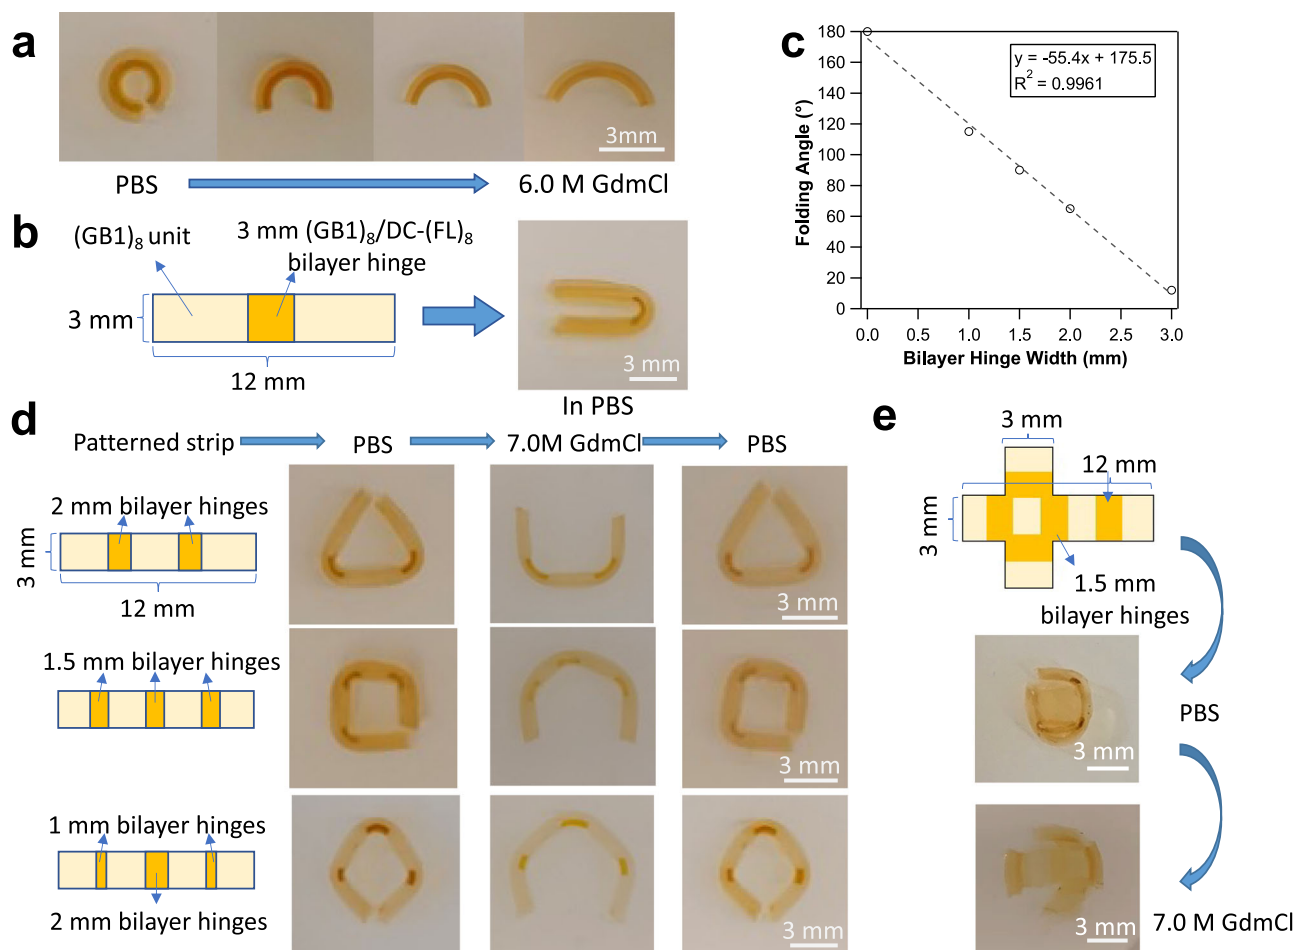 a
3mm
PBS
6.0 M GdmCl
b
(GB1)₈ unit
3 mm (GB1)₈/DC-(FL)₈
bilayer hinge
3 mm
12 mm
3 mm
In PBS
c
Folding Angle (°)
180
160
140
120
100
80
60
40
20
0
y = -55.4x + 175.5
R² = 0.9961
0.0
1.0
1.5
2.0
2.5
3.0
Bilayer Hinge Width (mm)
d
Patterned strip
PBS
7.0M GdmCl
PBS
2 mm bilayer hinges
3 mm
12 mm
3 mm
1.5 mm bilayer hinges
3 mm
1 mm bilayer hinges
2 mm bilayer hinges
3 mm
e
3 mm
12 mm
3 mm
1.5 mm
bilayer hinges
3 mm
PBS
3 mm
7.0 M GdmCl